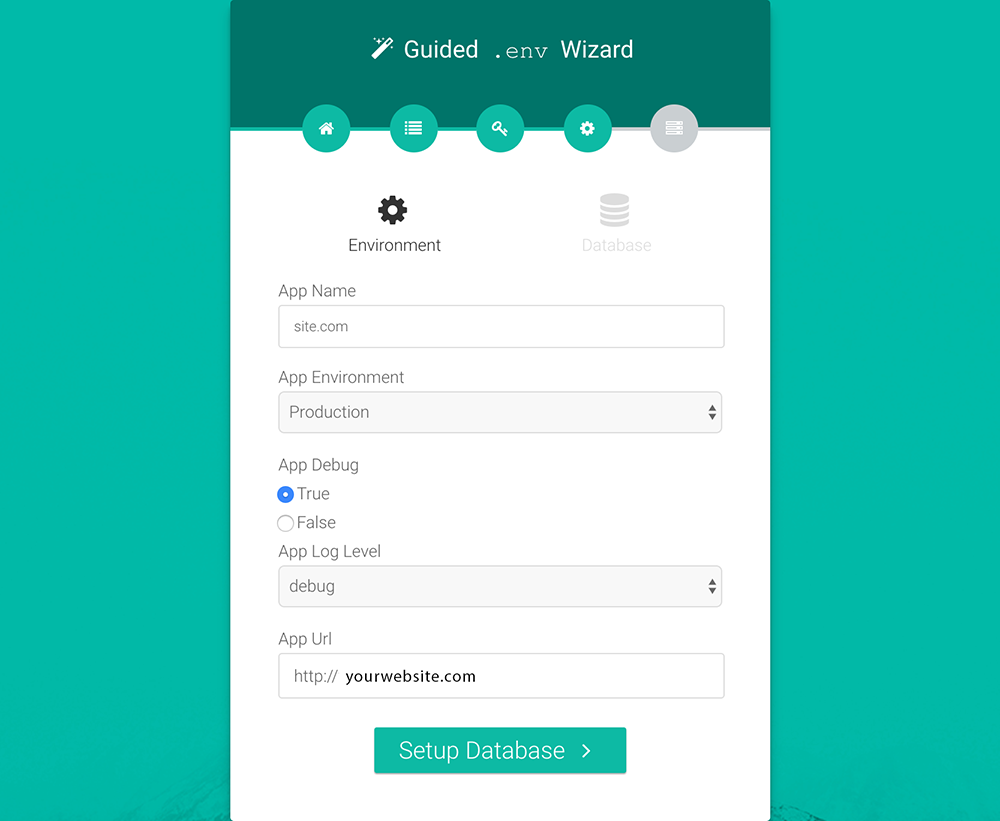 Guided .env Wizard
Environment
Database
App Name
site.com
App Environment
Production
App Debug
True
False
App Log Level
debug
App Url
http:// yourwebsite.com
Setup Database